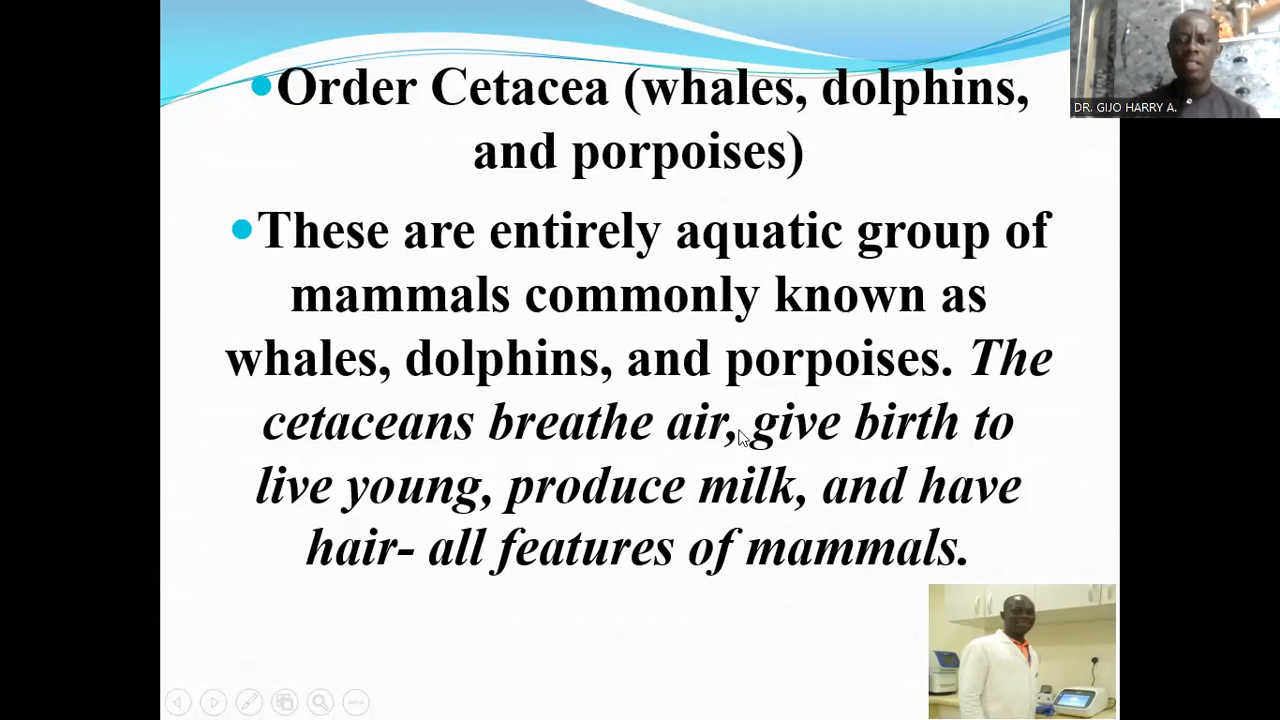 Order Cetacea (whales, dolphins,
and porpoises)
These are entirely aquatic group of
mammals commonly known as
whales, dolphins, and porpoises. The
cetaceans breathe air, give birth to
live young, produce milk, and have
hair- all features of mammals.
DR. GIJO HARRY A.